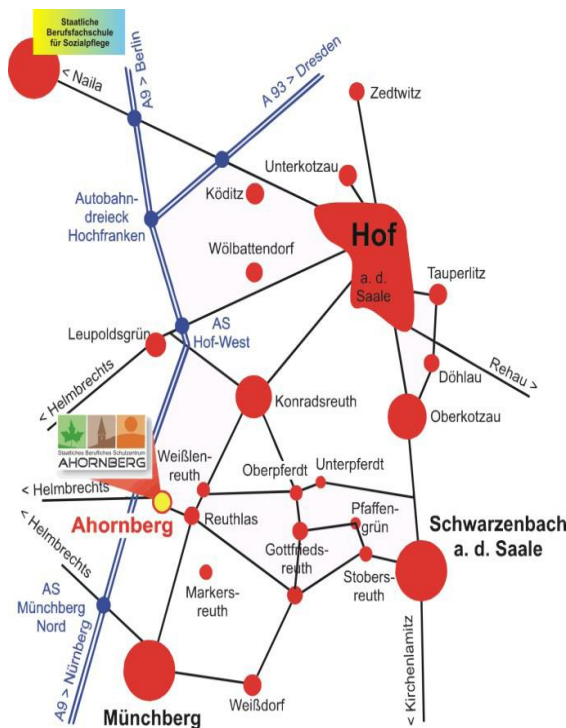 Staatliche
Berufsfachschule
für Sozialpflege
< Naila
A9 > Berlin
A 93 > Dresden
Zedtwitz
Unterkotzau
Köditz
Autobahn-
dreieck
Hochfranken
Hof
a. d.
Saale
Wölbattendorf
Tauperlitz
Leupoldsgrün
AS
Hof-West
< Helmbrechts
Döhlau
Rehau >
Konradsreuth
Oberkotzau
Staatliches Berufliches Schulzentrum
AHORNBERG
Weißlen-
reuth
Oberpferdt
Unterpferdt
< Helmbrechts
Ahornberg
Reuthlas
Pfaffen-
grün
Schwarzenbach
a. d. Saale
Gottfrieds-
reuth
< Helmbrechts
Markers-
reuth
Stobers-
reuth
AS
Münchberg
Nord
A9 > Nürnberg
Münchberg
Weißdorf
< Kirchenlamitz